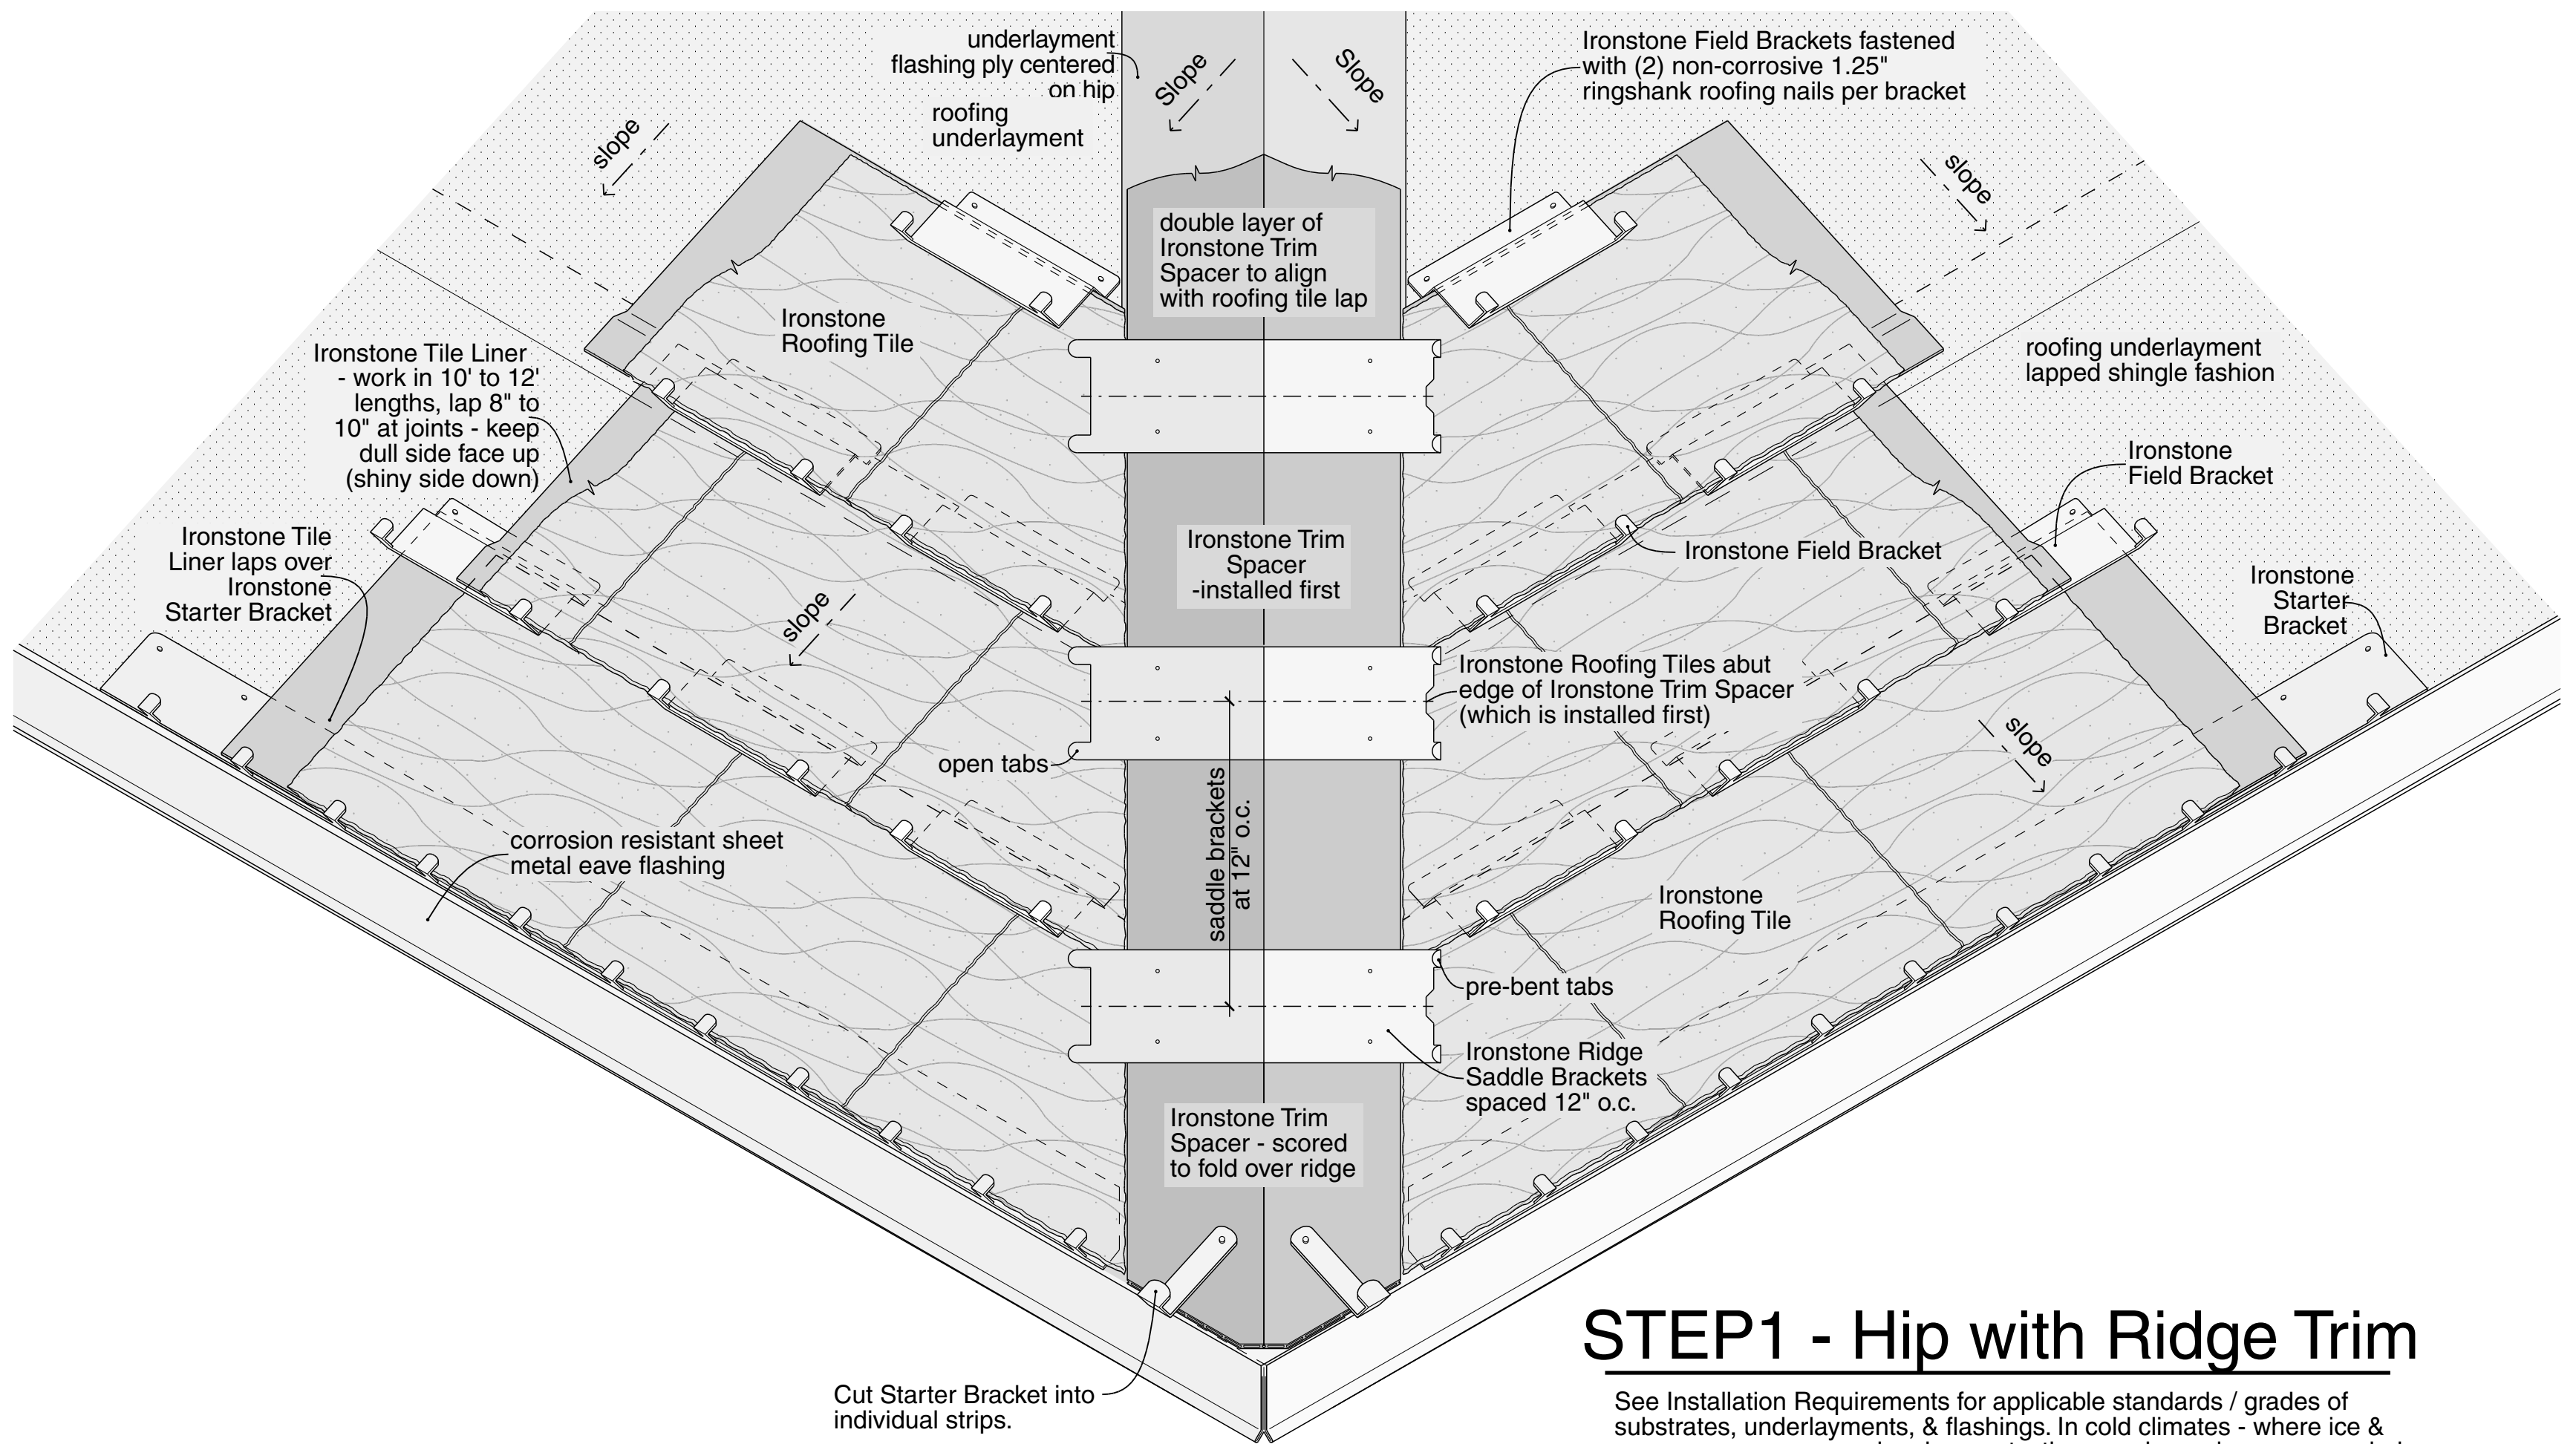 underlayment
flashing ply centered
on hip
roofing
underlayment
Slope
Slope
Ironstone Field Brackets fastened
with (2) non-corrosive 1.25"
ringshank roofing nails per bracket
slope
slope
double layer of
Ironstone Trim
Spacer to align
with roofing tile lap
Ironstone
Roofing Tile
Ironstone Tile Liner
- work in 10' to 12'
lengths, lap 8" to
10" at joints - keep
dull side face up
(shiny side down)
roofing underlayment
lapped shingle fashion
Ironstone
Field Bracket
Ironstone Tile
Liner laps over
Ironstone
Starter Bracket
Ironstone Trim
Spacer
-installed first
Ironstone Field Bracket
Ironstone
Starter
Bracket
slope
Ironstone Roofing Tiles abut
edge of Ironstone Trim Spacer
(which is installed first)
slope
open tabs
saddle brackets
at 12" o.c.
corrosion resistant sheet
metal eave flashing
Ironstone
Roofing Tile
pre-bent tabs
Ironstone Ridge
Saddle Brackets
spaced 12" o.c.
Ironstone Trim
Spacer - scored
to fold over ridge
Cut Starter Bracket into
individual strips.
STEP1 - Hip with Ridge Trim
See Installation Requirements for applicable standards / grades of
substrates, underlayments, & flashings. In cold climates - where ice &